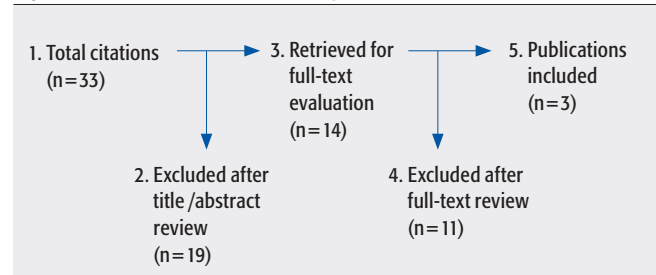 1. Total citations
(n=33)
3. Retrieved for
full-text
evaluation
(n=14)
5. Publications
included
(n=3)
2. Excluded after
title/abstract
review
(n=19)
4. Excluded after
full-text review
(n=11)